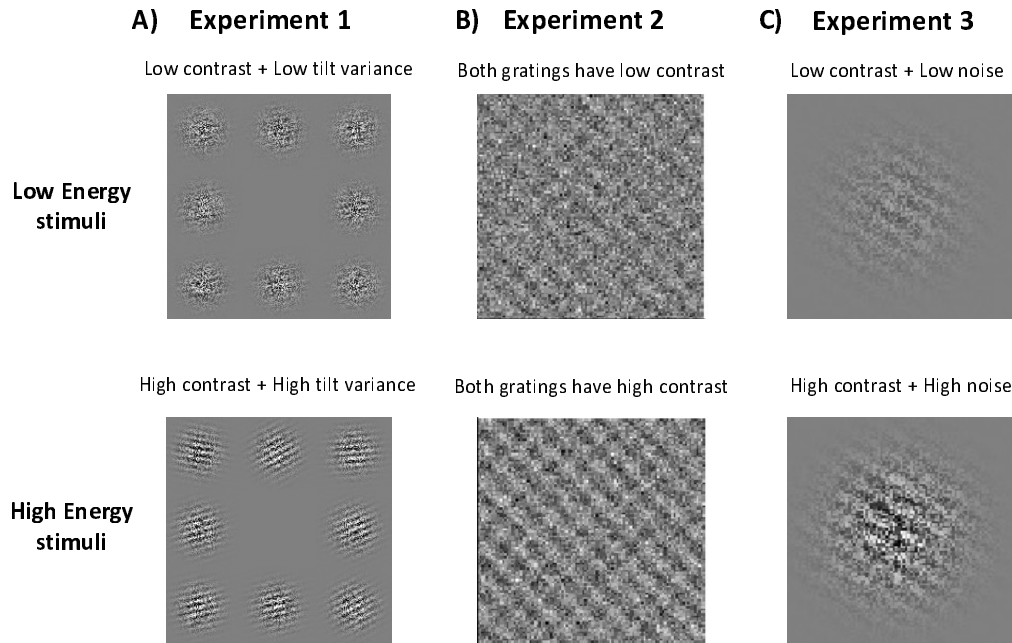 A) Experiment 1
B) Experiment 2
C) Experiment 3
Low contrast + Low tilt variance
Both gratings have low contrast
Low contrast + Low noise
Low Energy
stimuli
High contrast + High tilt variance
Both gratings have high contrast
High contrast + High noise
High Energy
stimuli